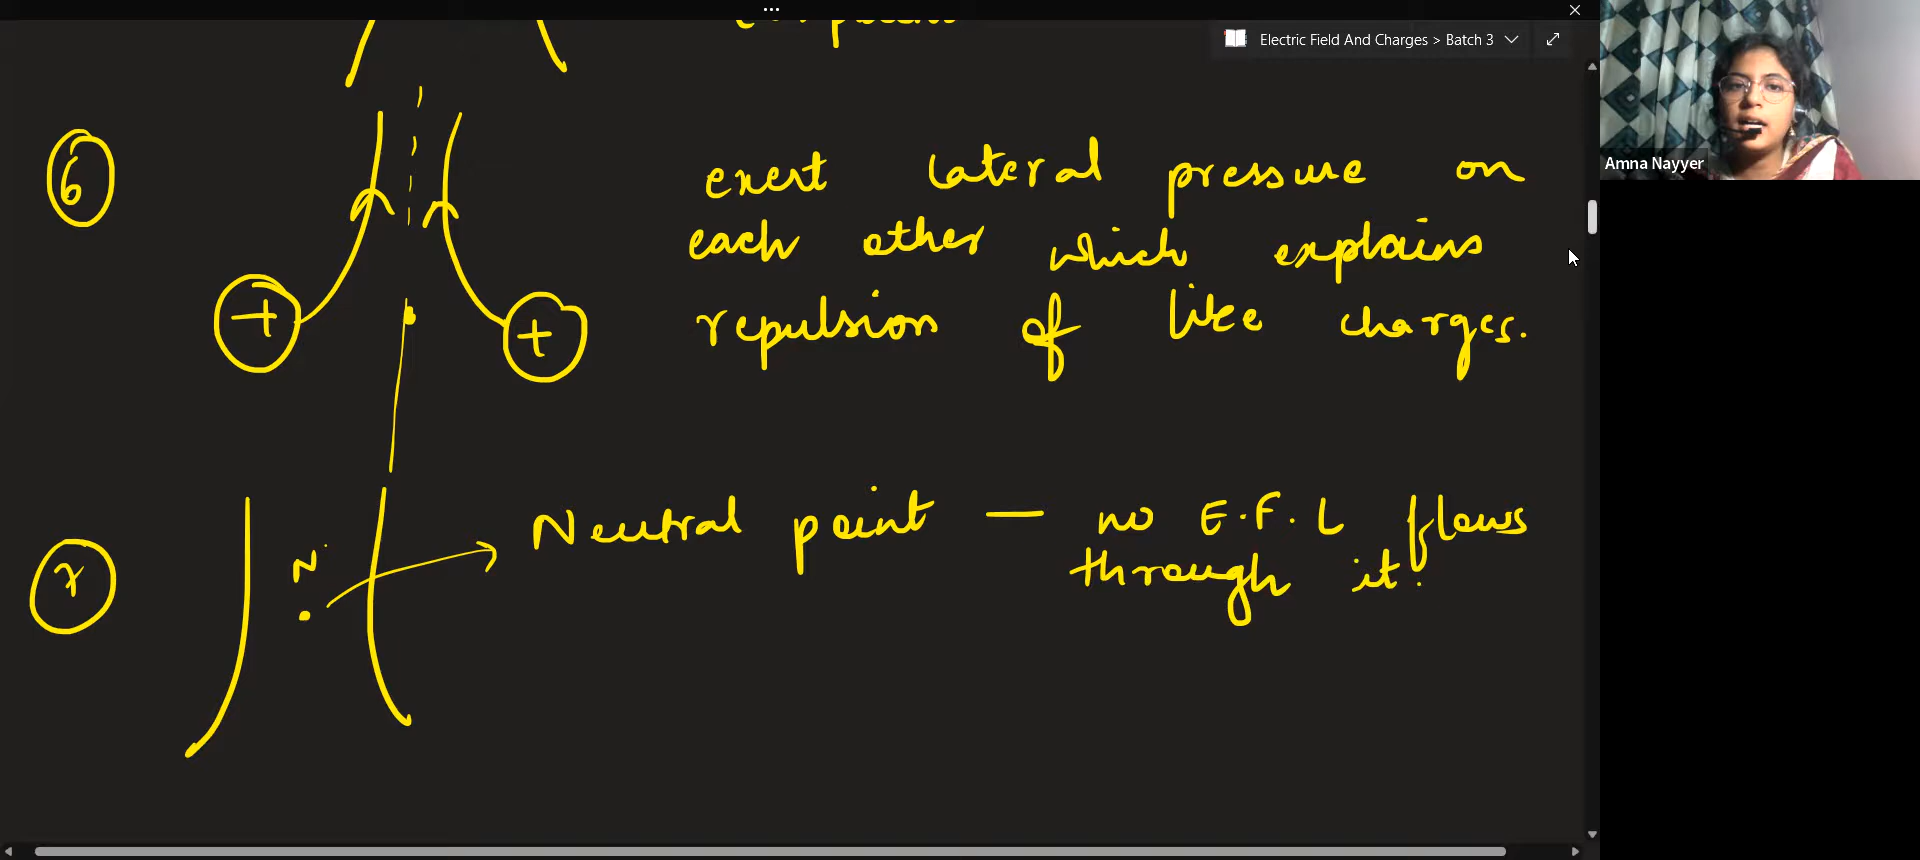 Electric Field And Charges > Batch 3
Amna Nayyer
6
exert lateral pressure on
each other which explains
repulsion of like charges.
+
+
7
N
Neutral point — no E.F.L flows
through it.